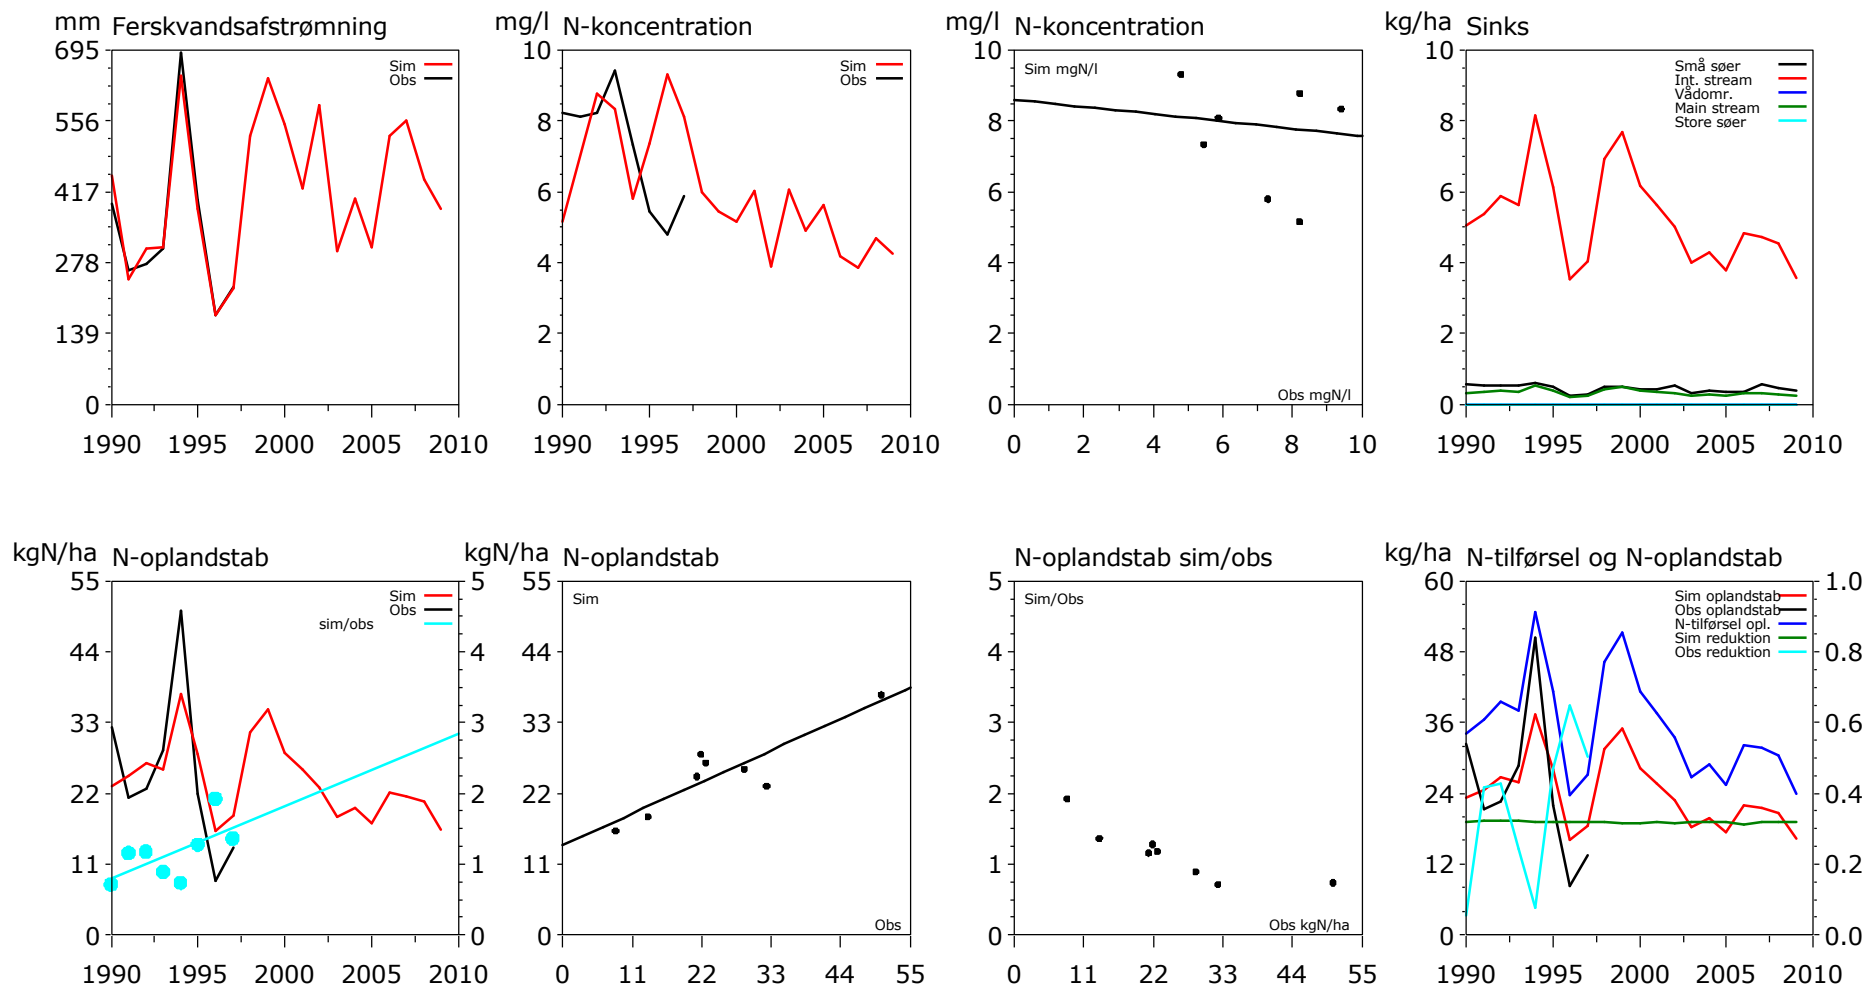 mm Ferskvandsafstrømning
695
556
417
278
139
0
Sim
Obs
1990 1995 2000 2005 2010
mg/l N-koncentration
10
8
6
4
2
0
Sim
Obs
1990 1995 2000 2005 2010
mg/l N-koncentration
10
8
6
4
2
0
Sim mgN/l
Obs mgN/l
0 2 4 6 8 10
kg/ha Sinks
10
8
6
4
2
0
Små søer
Int. stream
Vådomr.
Main stream
Store søer
1990 1995 2000 2005 2010
kgN/ha N-oplandstab
55
44
33
22
11
0
Sim
Obs
sim/obs
5
4
3
2
1
0
1990 1995 2000 2005 2010
kgN/ha N-oplandstab
55
44
33
22
11
0
Sim
Obs
0 11 22 33 44 55
N-oplandstab sim/obs
5
4
3
2
1
0
Sim/Obs
Obs kgN/ha
0 11 22 33 44 55
kg/ha N-tilførsel og N-oplandstab
60
48
36
24
12
0
Sim oplandstab
Obs oplandstab
N-tilførsel opl.
Sim reduktion
Obs reduktion
1.0
0.8
0.6
0.4
0.2
0.0
1990 1995 2000 2005 2010